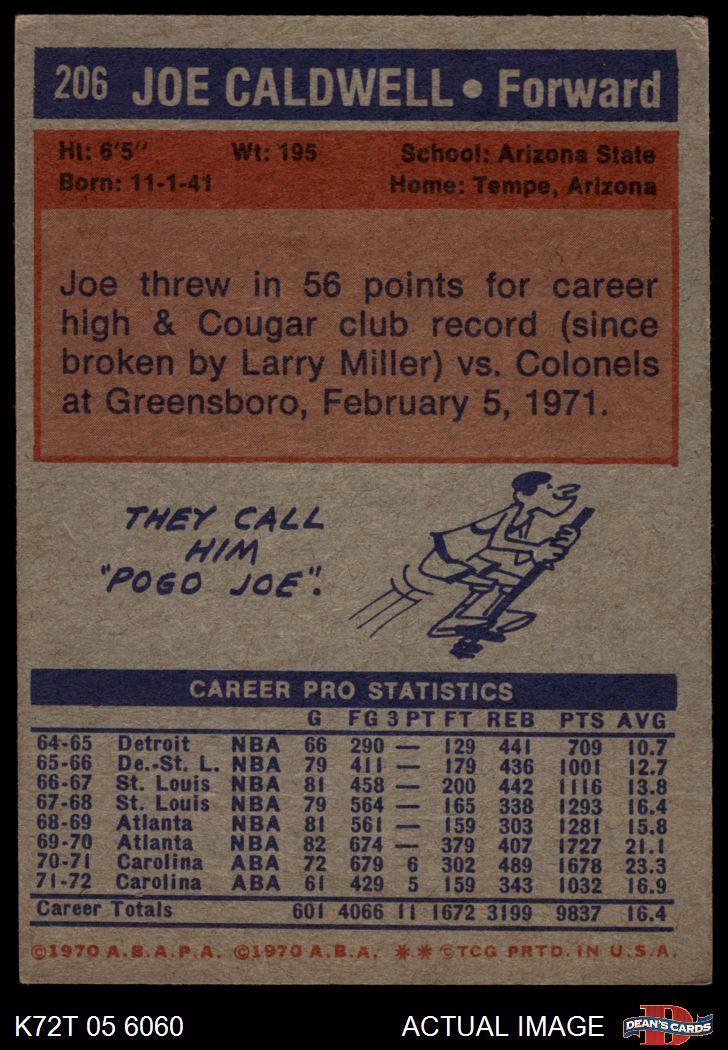 206 JOE CALDWELL • Forward
Ht: 6'5" Wt: 195 School: Arizona State
Born: 11-1-41 Home: Tempe, Arizona
Joe threw in 56 points for career
high & Cougar club record (since
broken by Larry Miller) vs. Colonels
at Greensboro, February 5, 1971.
THEY CALL
HIM
"POGO JOE".
CAREER PRO STATISTICS
G FG 3 PT FT REB PTS AVG
64-65 Detroit NBA 66 290 — 129 441 709 10.7
65-66 De.-St. L. NBA 79 411 — 179 436 1001 12.7
66-67 St. Louis NBA 81 458 — 200 442 1116 13.8
67-68 St. Louis NBA 79 564 — 165 338 1293 16.4
68-69 Atlanta NBA 81 561 — 159 303 1281 15.8
69-70 Atlanta NBA 82 674 — 379 407 1727 21.1
70-71 Carolina ABA 72 679 6 302 489 1678 23.3
71-72 Carolina ABA 61 429 5 159 343 1032 16.9
Career Totals 601 4066 11 1672 3199 9837 16.4
©1970 A.B.A.P.A. ©1970 A.B.A. ** ©TCG PRTD. IN U.S.A.
K72T 05 6060 ACTUAL IMAGE D DEAN'S CARDS